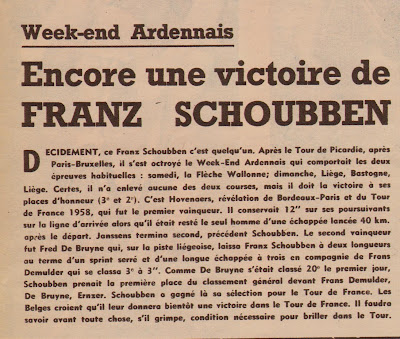 Week-end Ardennais
Encore une victoire de
FRANZ SCHOUBBEN
DECIDEMENT, ce Franz Schoubben c'est quelqu'un. Après le Tour de Picardie, après
Paris-Bruxelles, il s'est octroyé le Week-End Ardennais qui comportait les deux
épreuves habituelles : samedi, la Flèche Wallonne; dimanche, Liège, Bastogne,
Liège. Certes, il n'a enlevé aucune des deux courses, mais il doit la victoire à ses
places d'honneur (3e et 2e). C'est Hovenaers, révélation de Bordeaux-Paris et du Tour
de France 1958, qui fut le premier vainqueur. Il conservait 12" sur ses poursuivants
sur la ligne d'arrivée alors qu'il était resté le seul homme d'une échappée lancée 40 km.
après le départ. Janssens termina second, précédent Schoubben. Le second vainqueur
fut Fred De Bruyne qui, sur la piste liégeoise, laissa Franz Schoubben à deux longueurs
au terme d'un sprint serré et d'une longue échappée à trois en compagnie de Frans
Demulder qui se classa 3e à 3". Comme De Bruyne s'était classé 20e le premier jour,
Schoubben prenait la première place du classement général devant Frans Demulder,
De Bruyne, Ernzer. Schoubben a gagné là sa sélection pour le Tour de France. Les
Belges croient qu'il leur donnera bientôt une victoire dans le Tour de France. Il faudra
savoir avant toute chose, s'il grimpe, condition nécessaire pour briller dans le Tour.